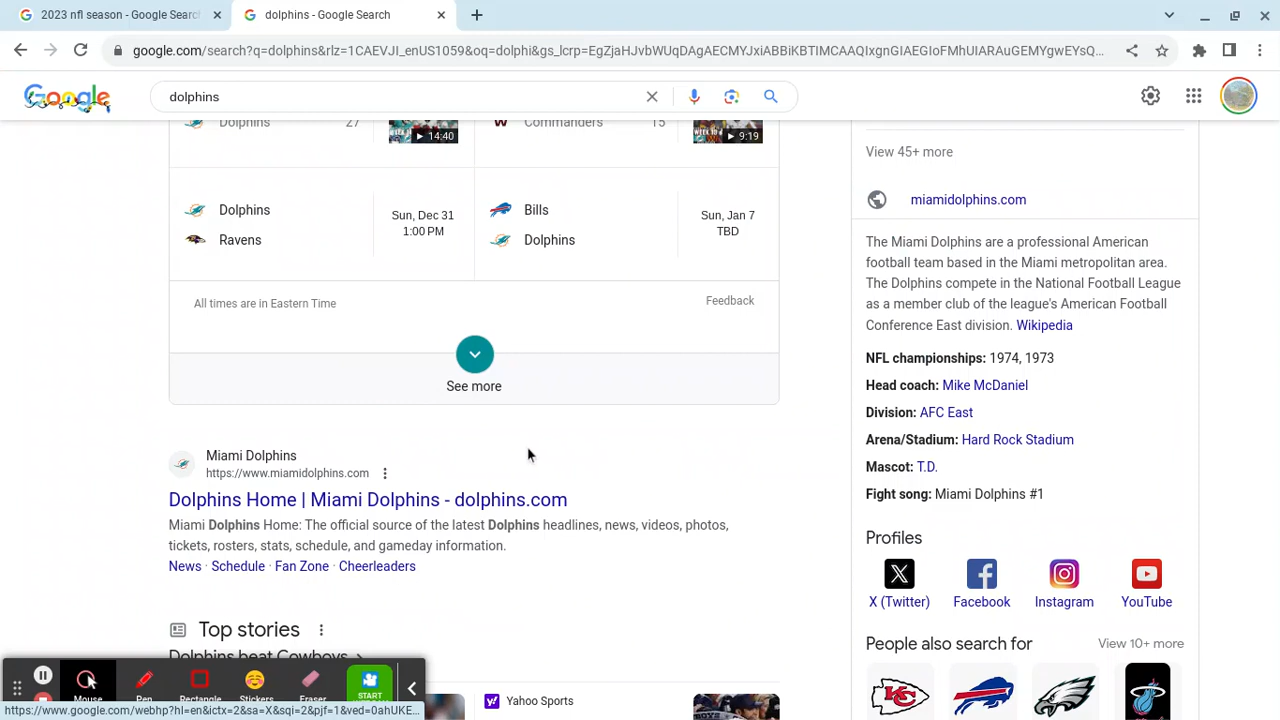 2023 nfl season - Google Search
dolphins - Google Search
google.com/search?q=dolphins&rlz=1CAEVJI_enUS1059&oq=dolphi&gs_lcrp=EgZjaHJvbWUqDAgAECMYJxiABBiKBTIMCAAQIxgnGIAEGIoFMhUIARAuGEMYgwEYsQ...
Google
dolphins
Dolphins 27
14:40
Commanders 15
9:19
View 45+ more
miamidolphins.com
Dolphins
Ravens
Sun, Dec 31
1:00 PM
Bills
Dolphins
Sun, Jan 7
TBD
All times are in Eastern Time
Feedback
See more
The Miami Dolphins are a professional American
football team based in the Miami metropolitan area.
The Dolphins compete in the National Football League
as a member club of the league's American Football
Conference East division. Wikipedia
NFL championships: 1974, 1973
Head coach: Mike McDaniel
Division: AFC East
Arena/Stadium: Hard Rock Stadium
Mascot: T.D.
Fight song: Miami Dolphins #1
Miami Dolphins
https://www.miamidolphins.com
Dolphins Home | Miami Dolphins - dolphins.com
Miami Dolphins Home: The official source of the latest Dolphins headlines, news, videos, photos,
tickets, rosters, stats, schedule, and gameday information.
News · Schedule · Fan Zone · Cheerleaders
Profiles
X (Twitter)
Facebook
Instagram
YouTube
People also search for
View 10+ more
Top stories
Dolphins beat Cowboys
Yahoo Sports
Mouse
Pen
Rectangle
Stickers
Eraser
START
https://www.google.com/webhp?hl=en&ictx=2&sa=X&sqi=2&pjf=1&ved=0ahUKE...